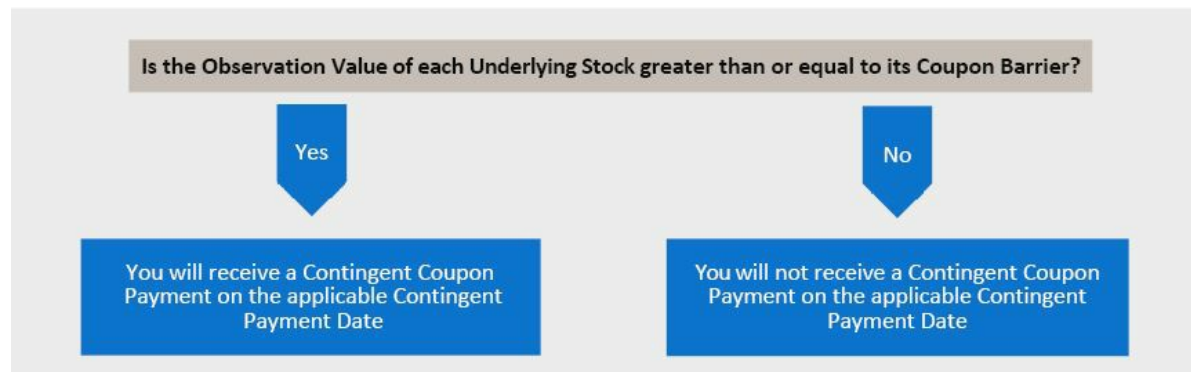 Is the Observation Value of each Underlying Stock greater than or equal to its Coupon Barrier?
Yes
No
You will receive a Contingent Coupon
Payment on the applicable Contingent
Payment Date
You will not receive a Contingent Coupon
Payment on the applicable Contingent
Payment Date